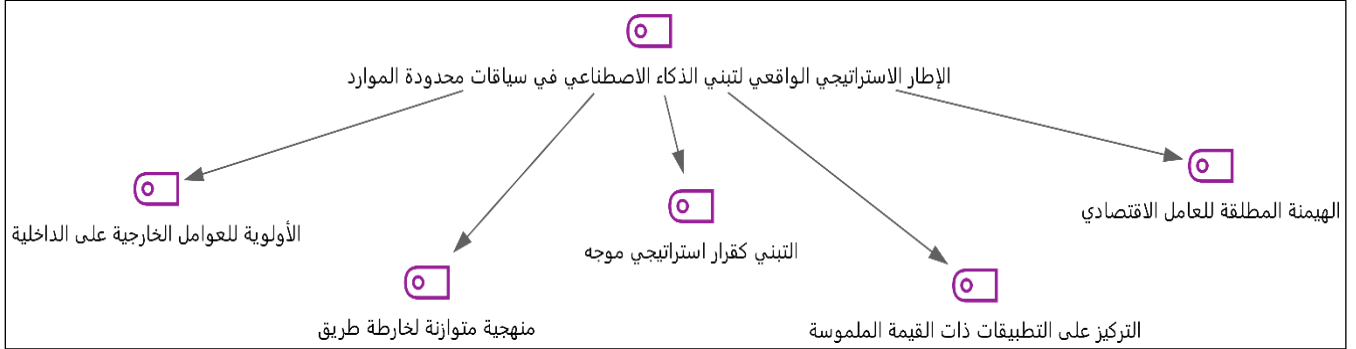 الإطار الاستراتيجي الواقعي لتبني الذكاء الاصطناعي في سياقات محدودة الموارد
الهيمنة المطلقة للعامل الاقتصادي
التركيز على التطبيقات ذات القيمة الملموسة
التبني كقرار استراتيجي موجه
منهجية متوازنة لخارطة طريق
الأولوية للعوامل الخارجية على الداخلية